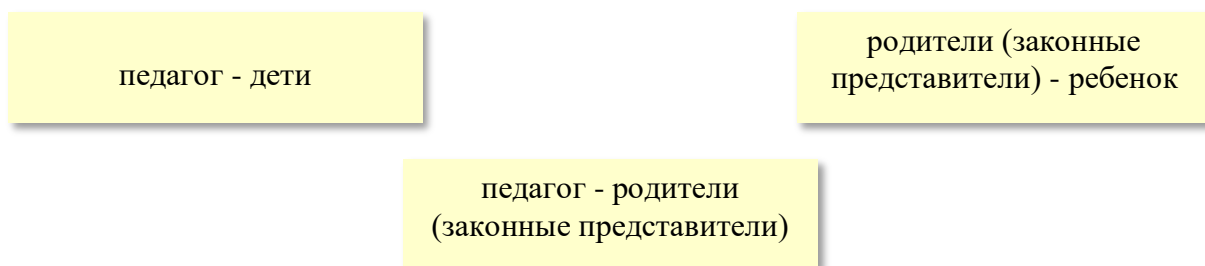 педагог - дети
родители (законные
представители) - ребенок
педагог - родители
(законные представители)